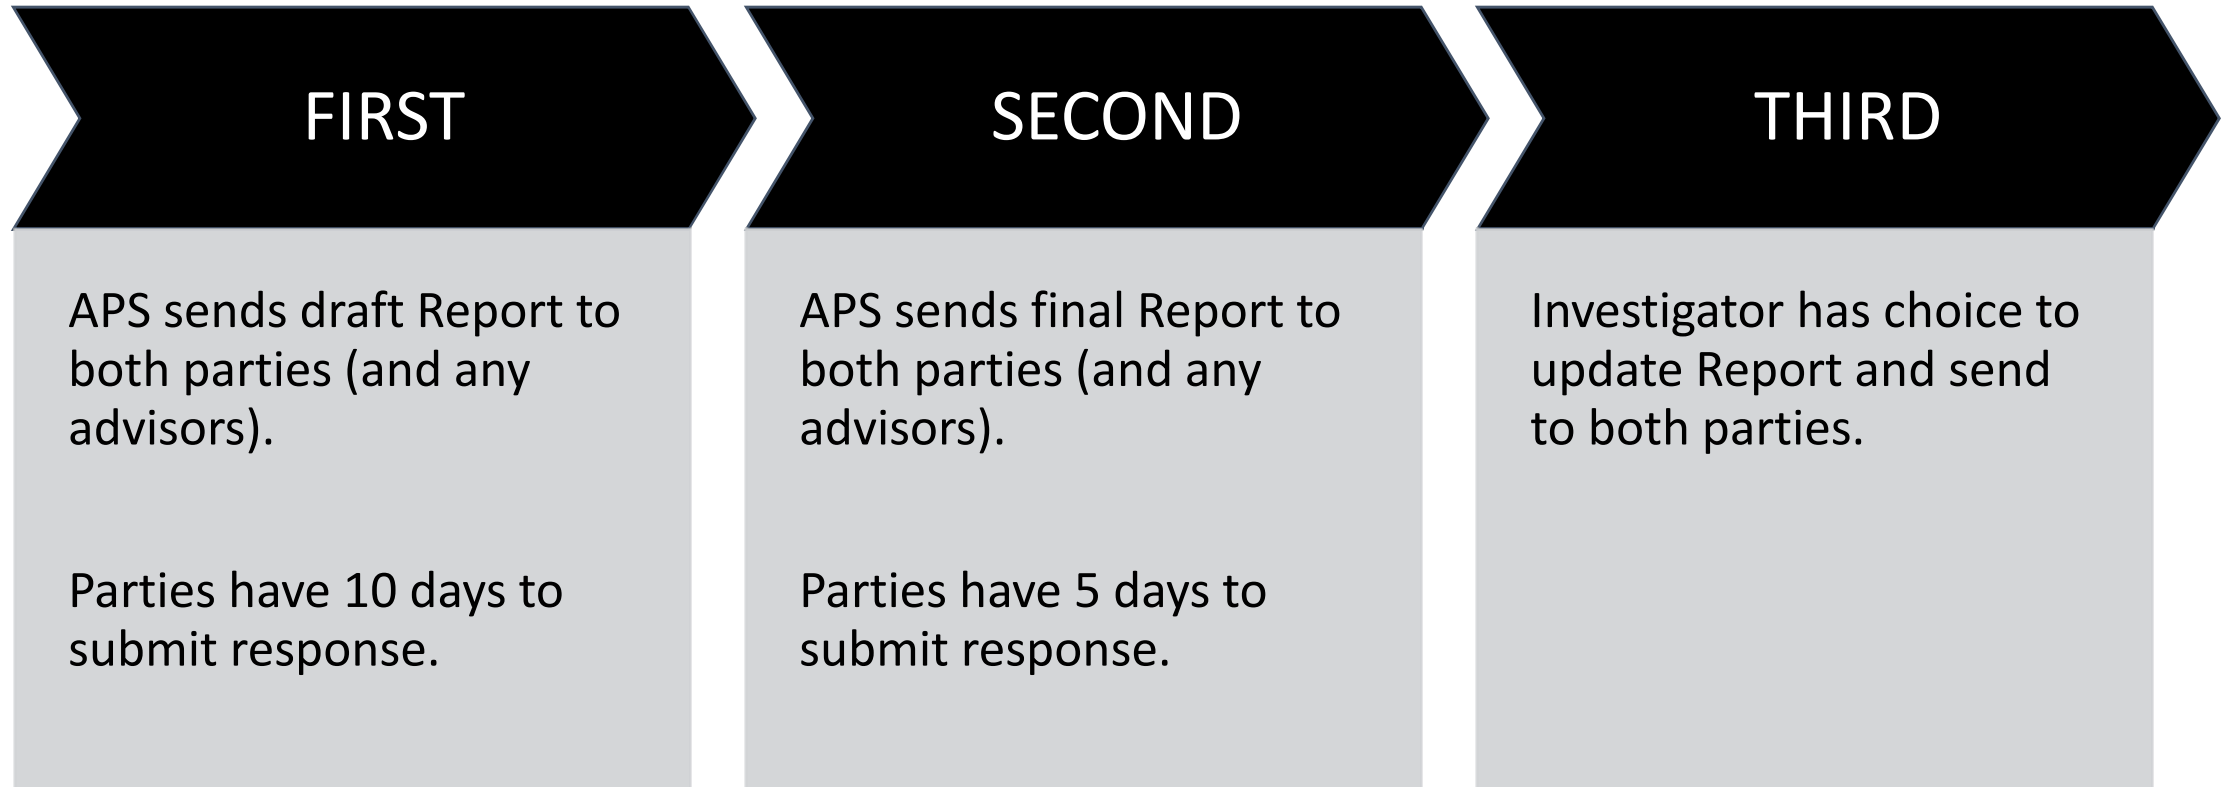 FIRST
APS sends draft Report to
both parties (and any
advisors).
Parties have 10 days to
submit response.
SECOND
APS sends final Report to
both parties (and any
advisors).
Parties have 5 days to
submit response.
THIRD
Investigator has choice to
update Report and send
to both parties.